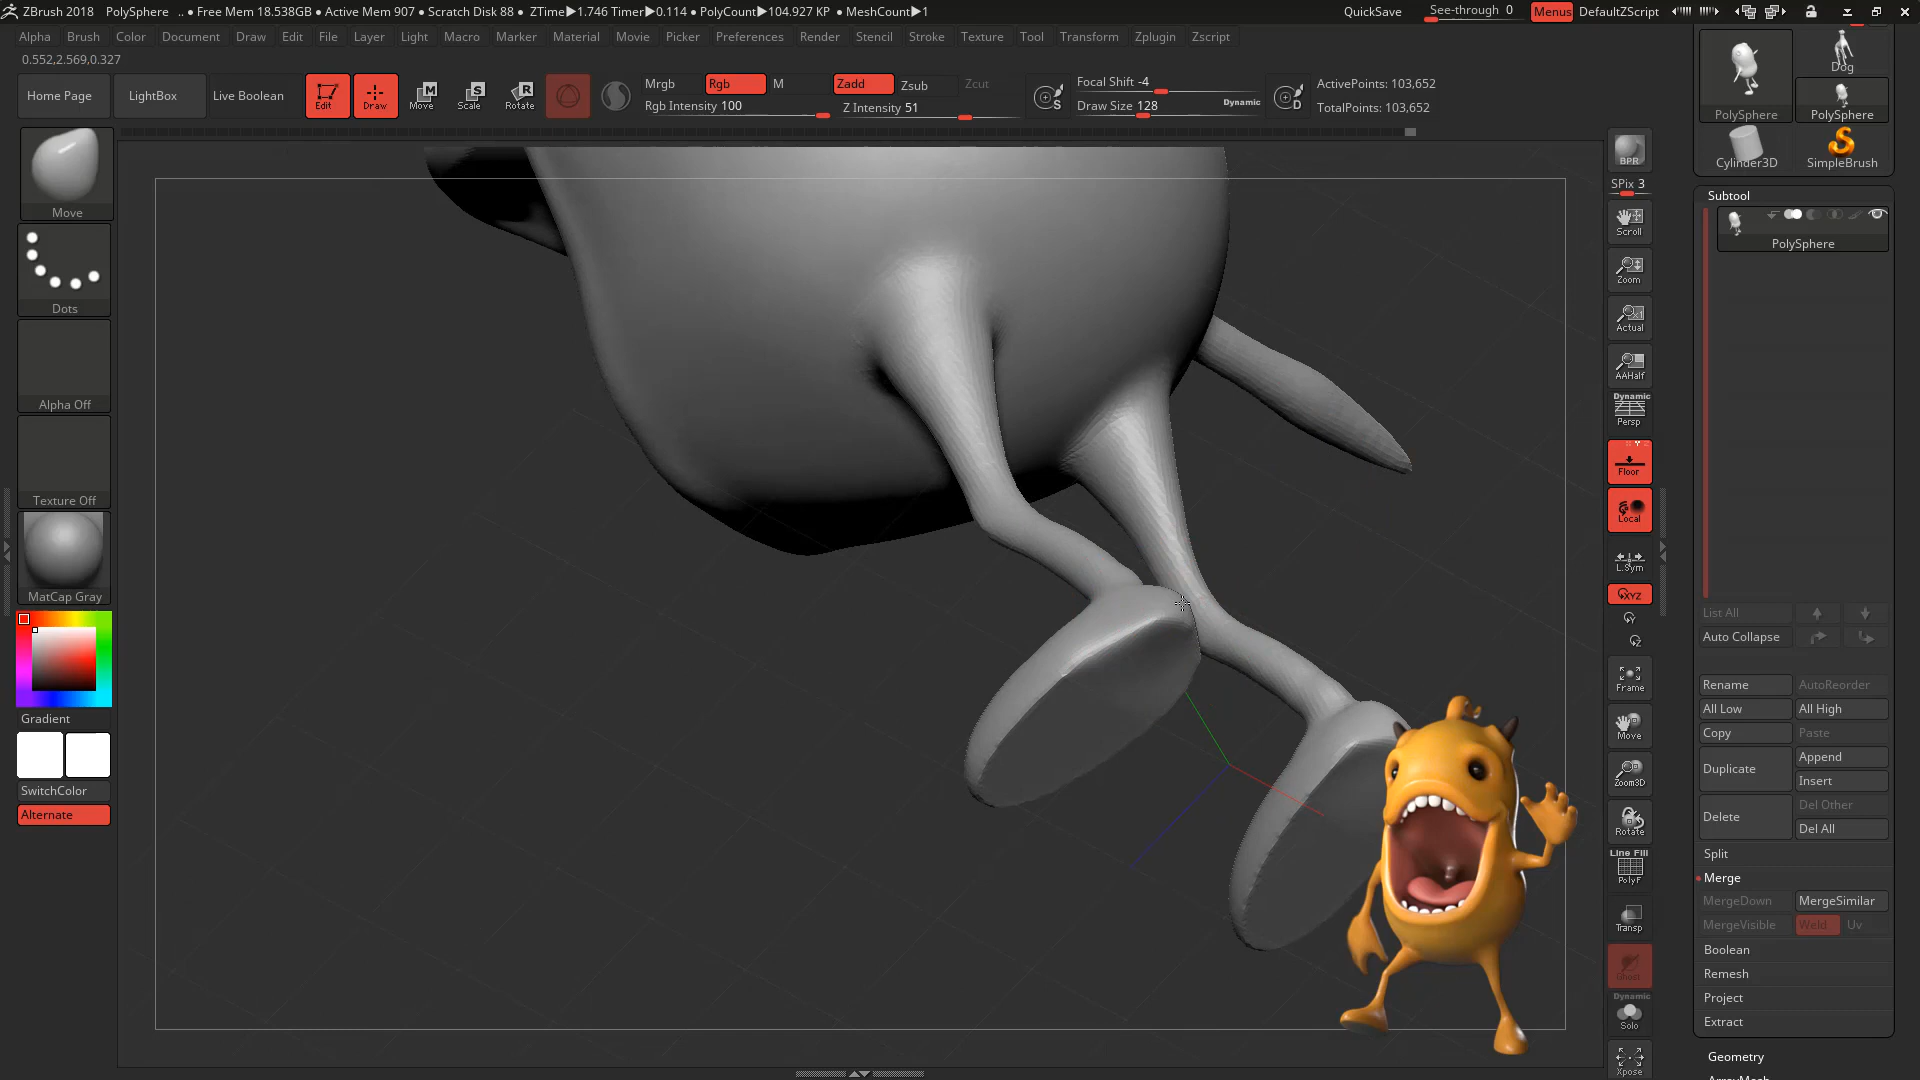 ZBrush 2018 PolySphere .. ● Free Mem 18.538GB ● Active Mem 907 ● Scratch Disk 88 ● ZTime▶1.746 Timer▶0.114 ● PolyCount▶104.927 KP ● MeshCount▶1 QuickSave See-through 0 Menus DefaultZScript
Alpha Brush Color Document Draw Edit File Layer Light Macro Marker Material Movie Picker Preferences Render Stencil Stroke Texture Tool Transform Zplugin Zscript
0.552,2.569,0.327
Home Page LightBox Live Boolean Edit Draw Move Scale Rotate
Mrgb Rgb M Zadd Zsub Zcut
Rgb Intensity 100 Z Intensity 51
Focal Shift -4
Draw Size 128 Dynamic
ActivePoints: 103,652
TotalPoints: 103,652
S
D
Move
Dots
Alpha Off
Texture Off
MatCap Gray
Gradient
SwitchColor
Alternate
BPR
SPix 3
Scroll
Zoom
Actual
AAHalf
Dynamic
Persp
Floor
Local
L.Sym
XYZ
Y
Z
Frame
Move
Zoom3D
Rotate
Line Fill
PolyF
Transp
Ghost
Dynamic
Solo
Xpose
Dog
PolySphere PolySphere
Cylinder3D SimpleBrush
Subtool
PolySphere
List All
Auto Collapse
Rename AutoReorder
All Low All High
Copy Paste
Duplicate Append
Insert
Delete Del Other
Del All
Split
Merge
MergeDown MergeSimilar
MergeVisible Weld Uv
Boolean
Remesh
Project
Extract
Geometry
ArrayMesh